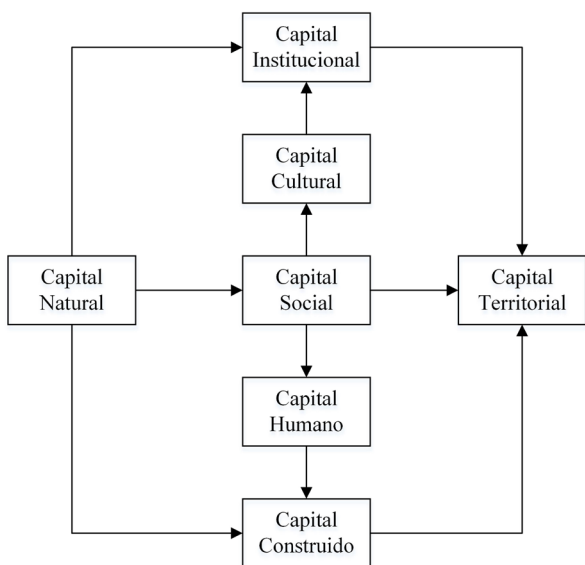 Capital
Institucional
Capital
Cultural
Capital
Natural
Capital
Social
Capital
Territorial
Capital
Humano
Capital
Construido